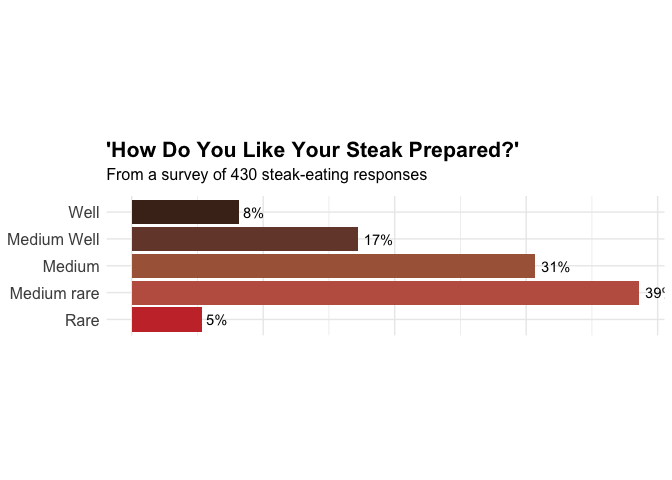 'How Do You Like Your Steak Prepared?'
From a survey of 430 steak-eating responses
Well 8%
Medium Well 17%
Medium 31%
Medium rare 39%
Rare 5%